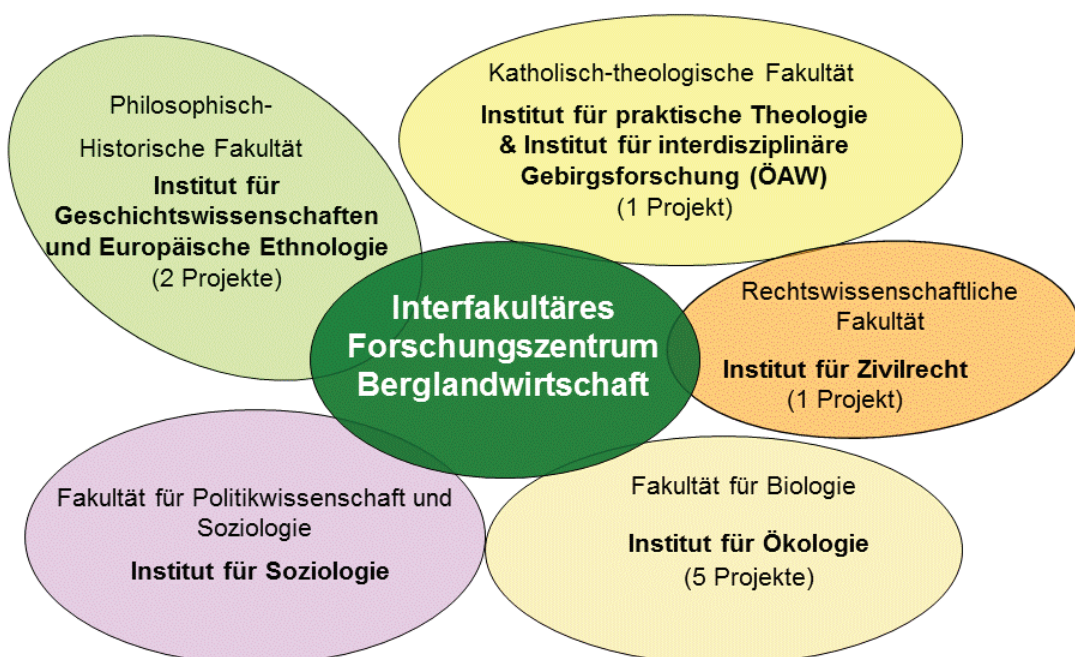 Philosophisch-
Historische Fakultät
Institut für
Geschichtswissenschaften
und Europäische Ethnologie
(2 Projekte)
Katholisch-theologische Fakultät
Institut für praktische Theologie
& Institut für interdisziplinäre
Gebirgsforschung (ÖAW)
(1 Projekt)
Interfakultäres
Forschungszentrum
Berglandwirtschaft
Rechtswissenschaftliche
Fakultät
Institut für Zivilrecht
(1 Projekt)
Fakultät für Politikwissenschaft und
Soziologie
Institut für Soziologie
Fakultät für Biologie
Institut für Ökologie
(5 Projekte)